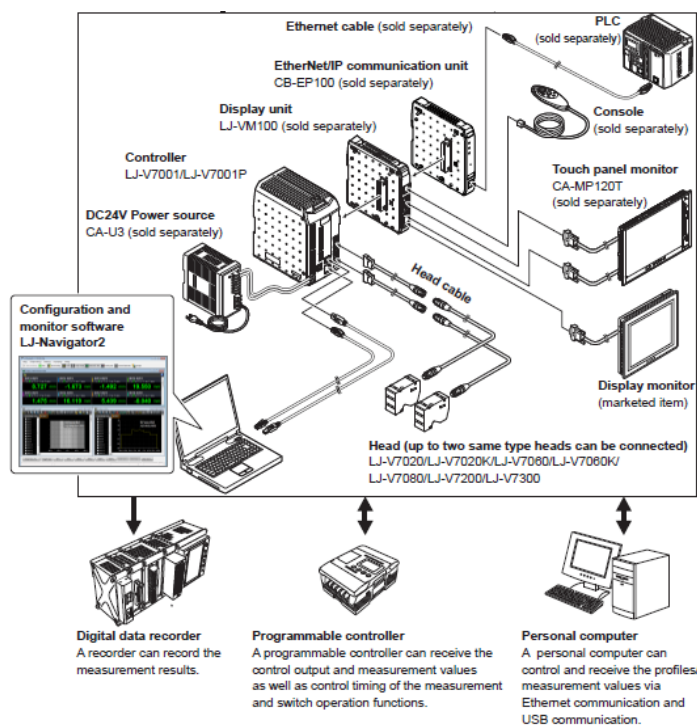 Ethernet cable (sold separately)
PLC
(sold separately)
EtherNet/IP communication unit
CB-EP100 (sold separately)
Display unit
LJ-VM100 (sold separately)
Console
(sold separately)
Controller
LJ-V7001/LJ-V7001P
Touch panel monitor
CA-MP120T
(sold separately)
DC24V Power source
CA-U3 (sold separately)
Head cable
Configuration and
monitor software
LJ-Navigator2
Display monitor
(marketed item)
Head (up to two same type heads can be connected)
LJ-V7020/LJ-V7020K/LJ-V7060/LJ-V7060K/
LJ-V7080/LJ-V7200/LJ-V7300
Digital data recorder
A recorder can record the
measurement results.
Programmable controller
A programmable controller can receive the
control output and measurement values
as well as control timing of the measurement
and switch operation functions.
Personal computer
A personal computer can
control and receive the profiles/
measurement values via
Ethernet communication and
USB communication.